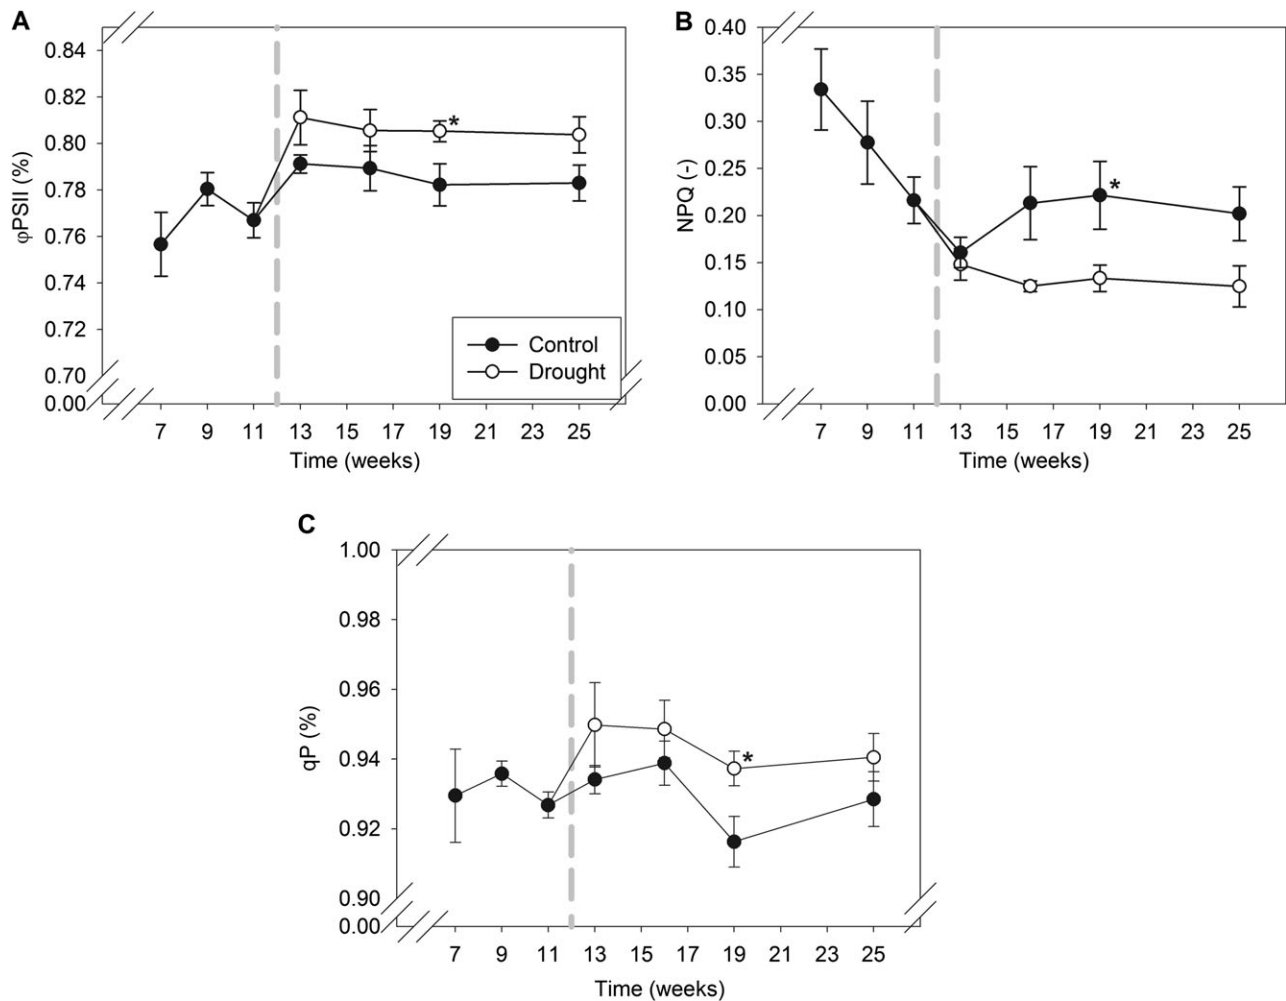 A
φPSII (%)
0.84
0.82
0.80
0.78
0.76
0.74
0.72
0.70
0.00
*
Control
Drought
7 9 11 13 15 17 19 21 23 25
Time (weeks)
B
NPQ (-)
0.40
0.35
0.30
0.25
0.20
0.15
0.10
0.05
0.00
*
7 9 11 13 15 17 19 21 23 25
Time (weeks)
C
qP (%)
1.00
0.98
0.96
0.94
0.92
0.90
0.00
*
7 9 11 13 15 17 19 21 23 25
Time (weeks)